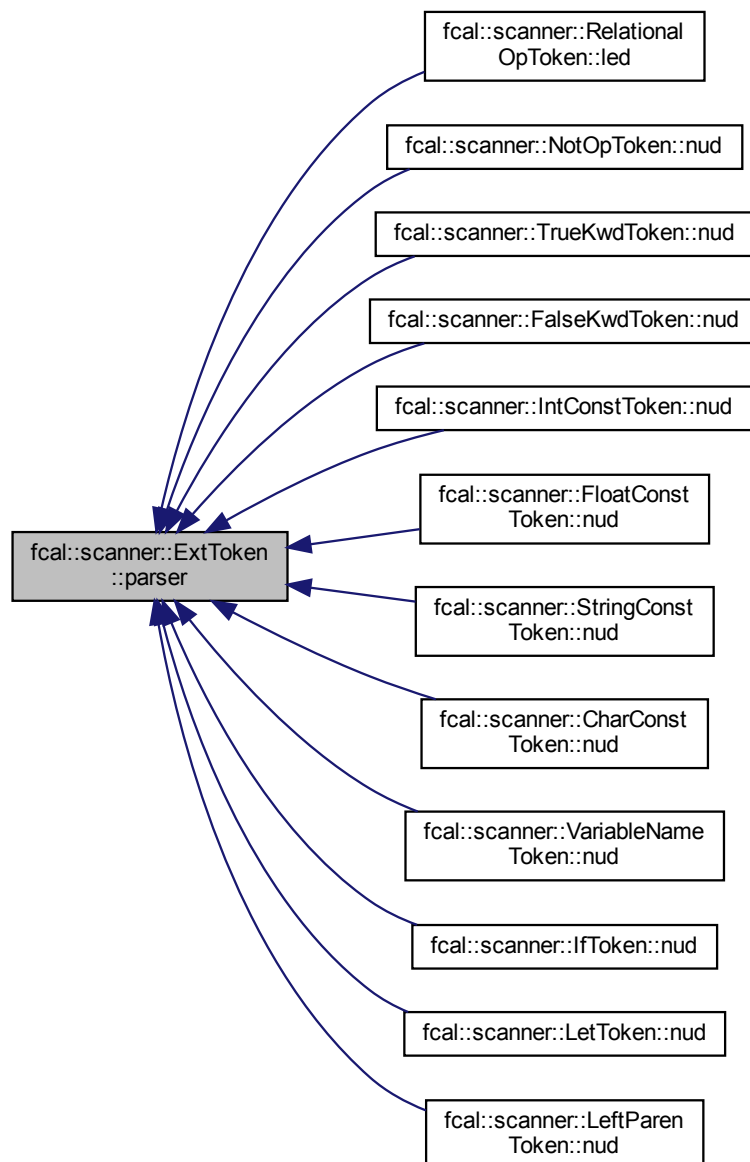 fcal::scanner::Relational
OpToken::led
fcal::scanner::NotOpToken::nud
fcal::scanner::TrueKwdToken::nud
fcal::scanner::FalseKwdToken::nud
fcal::scanner::IntConstToken::nud
fcal::scanner::FloatConst
Token::nud
fcal::scanner::ExtToken
::parser
fcal::scanner::StringConst
Token::nud
fcal::scanner::CharConst
Token::nud
fcal::scanner::VariableName
Token::nud
fcal::scanner::IfToken::nud
fcal::scanner::LetToken::nud
fcal::scanner::LeftParen
Token::nud